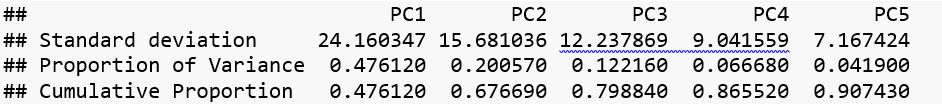 ## PC1 PC2 PC3 PC4 PC5
## Standard deviation 24.160347 15.681036 12.237869 9.041559 7.167424
## Proportion of Variance 0.476120 0.200570 0.122160 0.066680 0.041900
## Cumulative Proportion 0.476120 0.676690 0.798840 0.865520 0.907430